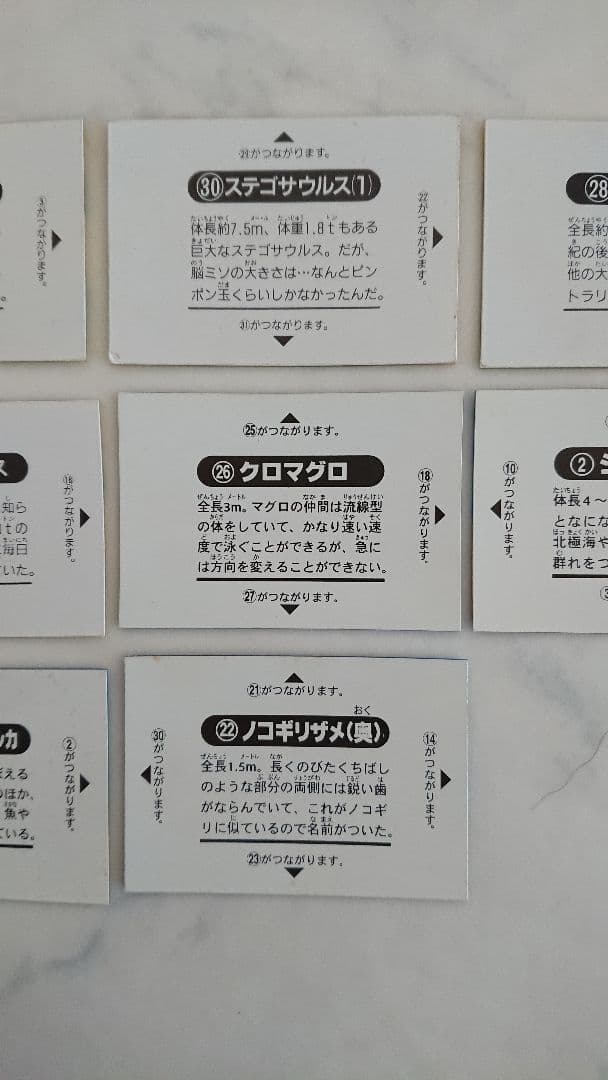 ③がつながります。
。
㉙がつながります。
㉚ステゴサウルス(1)
体長約7.5m、体重1.8tもある
巨大なステゴサウルス。だが、
脳ミソの大きさは…なんとピン
ポン玉くらいしかなかったんだ。
㉒がつながります。
㉛がつながります。
㉘
全長約
紀の後
他の大
トラリ
ス
知ら
tの
毎日
いた。
⑯がつながります。
㉕がつながります。
㉖クロマグロ
全長3m。マグロの仲間は流線型
の体をしていて、かなり速い速
度で泳ぐことができるが、急に
は方向を変えることができない。
⑱がつながります。
㉗がつながります。
⑩がつながります。
②シ
体長4〜
となにな
北極海や
群れをつ
ルカ
える
のほか、
魚や
ている。
②がつながります。
㉑がつながります。
㉚がつながります。
㉒ノコギリザメ(奥)
全長1.5m。長くのびたくちばし
のような部分の両側には鋭い歯
がならんでいて、これがノコギ
リに似ているので名前がついた。
⑭がつながります。
㉓がつながります。